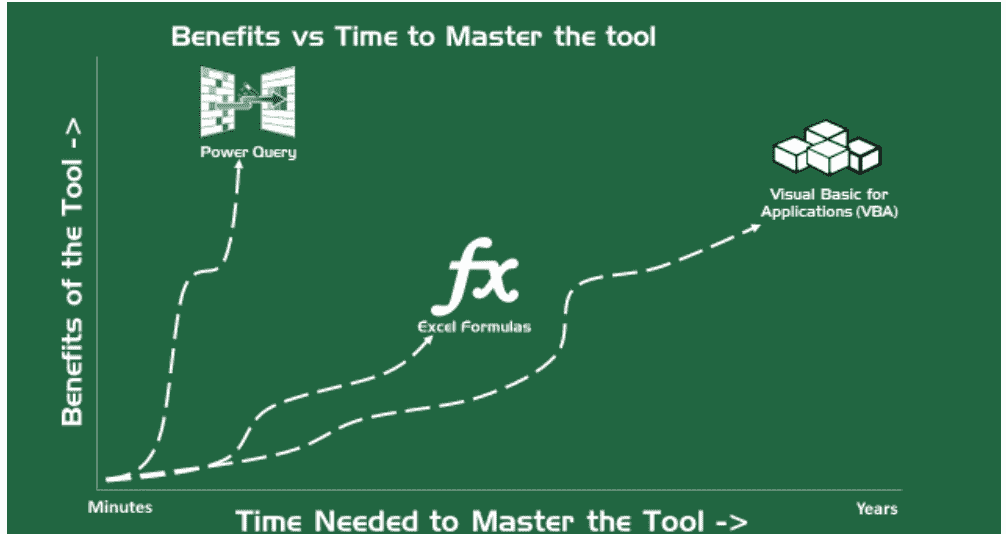 Benefits vs Time to Master the tool
Power Query
Visual Basic for
Applications (VBA)
fx
Excel Formulas
Benefits of the Tool ->
Minutes
Years
Time Needed to Master the Tool ->